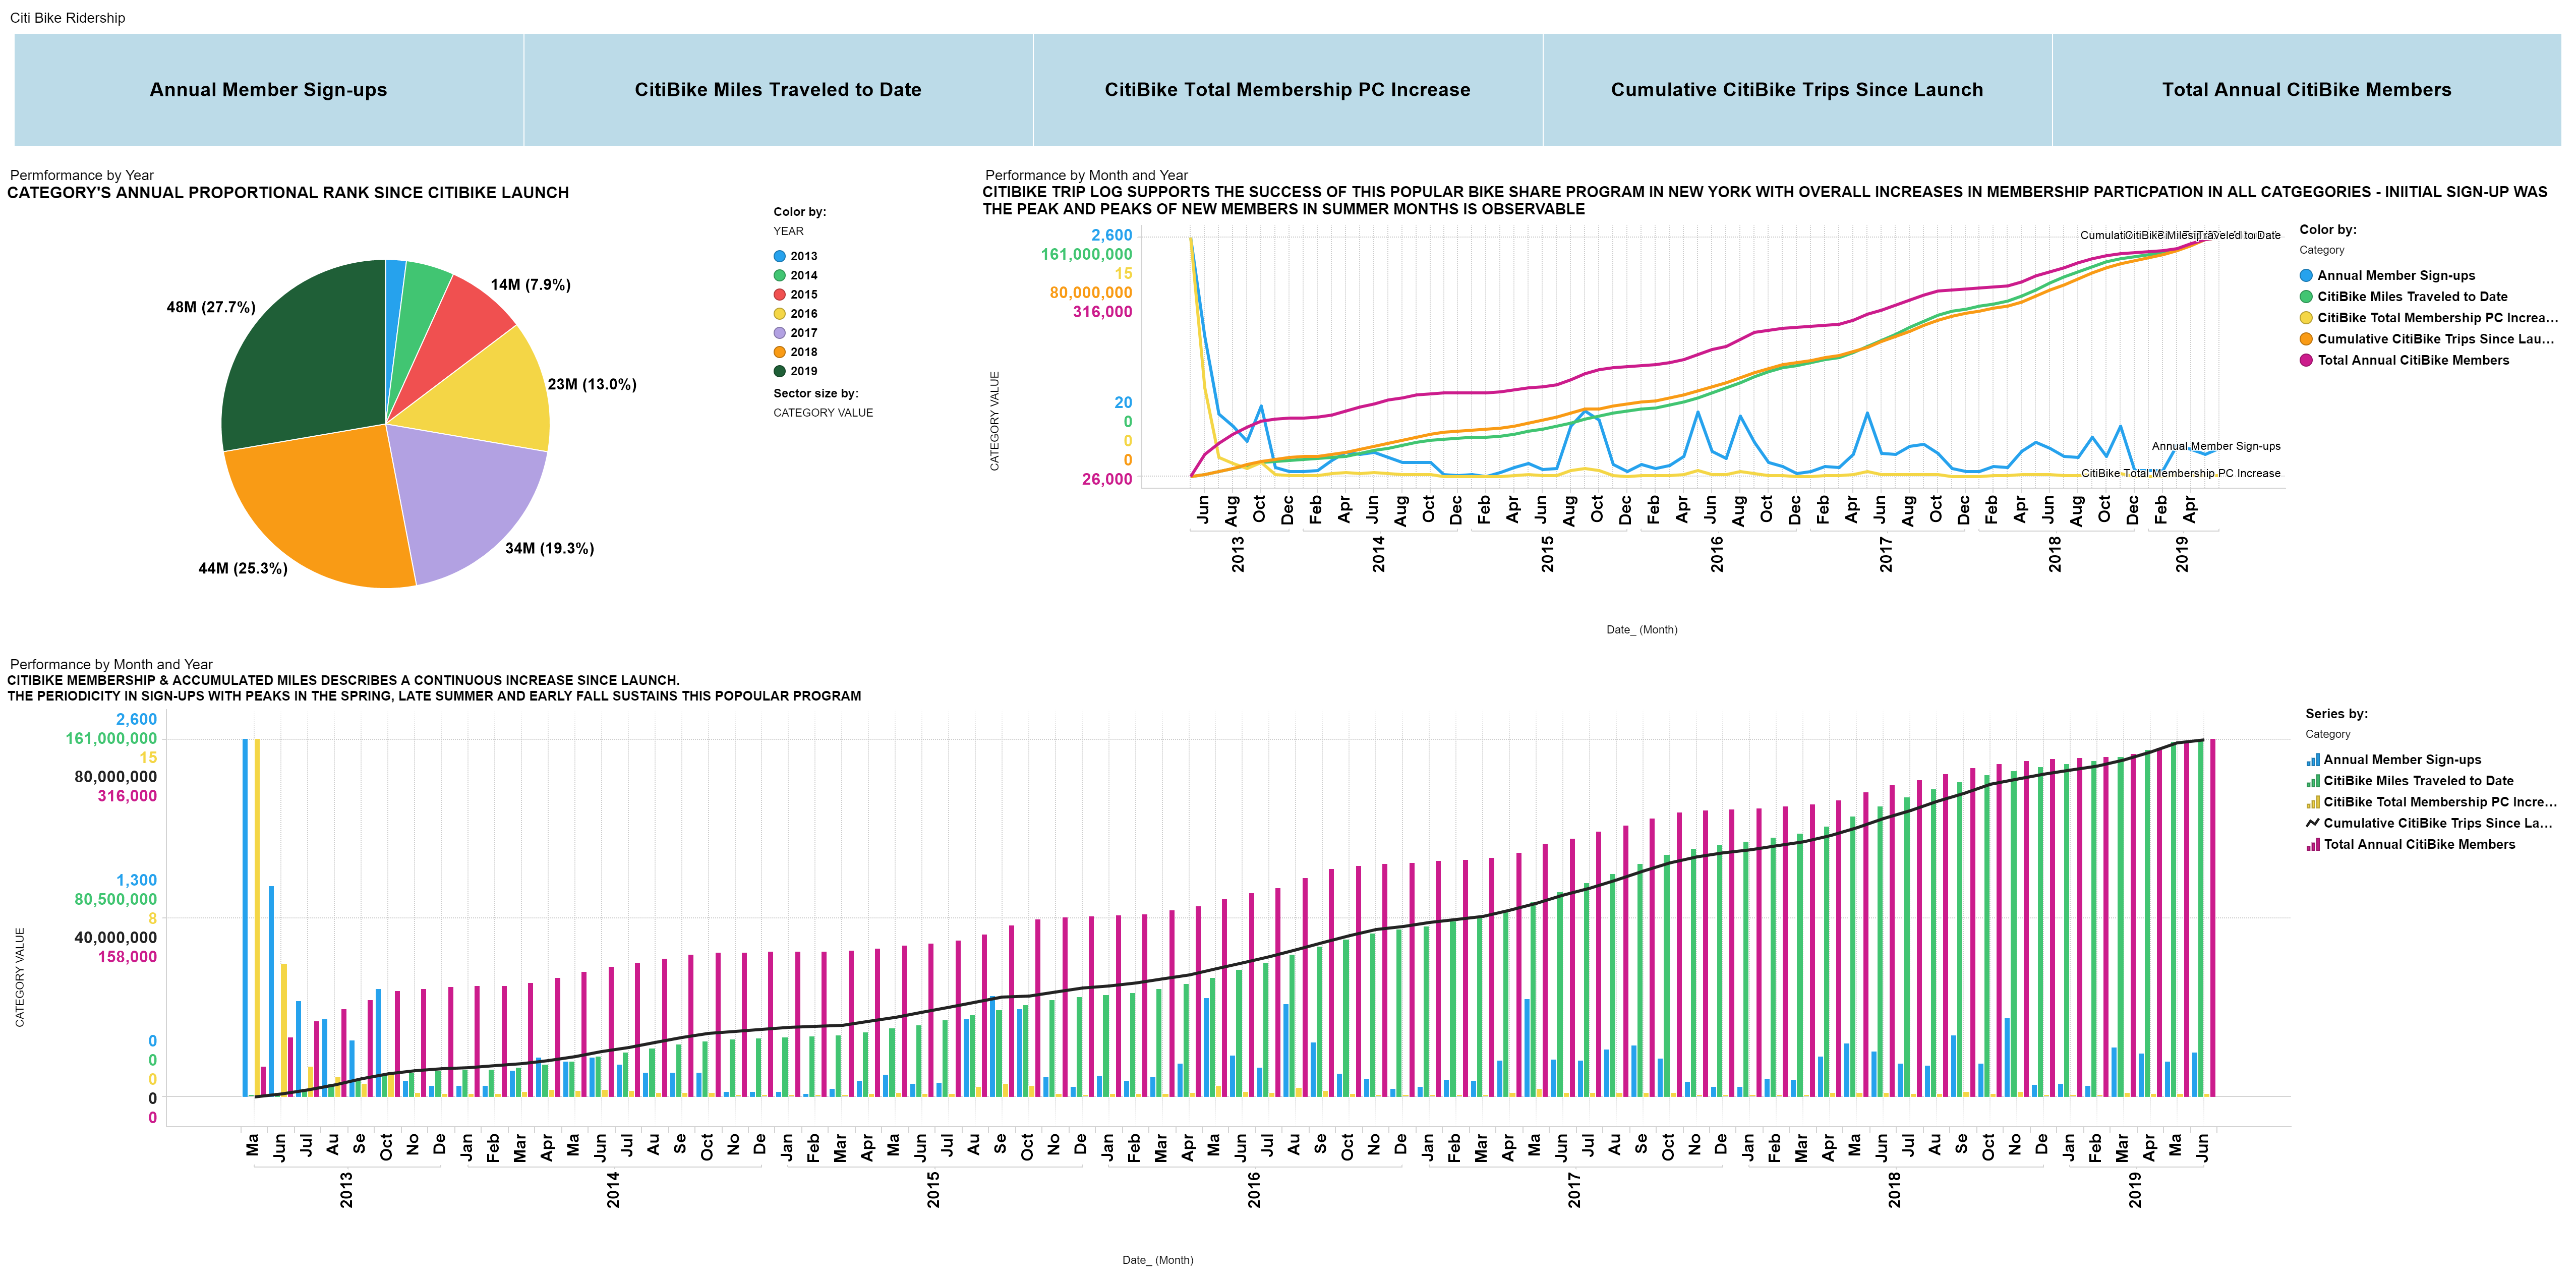 Citi Bike Ridership
Annual Member Sign-ups
CitiBike Miles Traveled to Date
CitiBike Total Membership PC Increase
Cumulative CitiBike Trips Since Launch
Total Annual CitiBike Members
Permformance by Year
CATEGORY'S ANNUAL PROPORTIONAL RANK SINCE CITIBIKE LAUNCH
Color by:
YEAR
2013
2014
2015
2016
2017
2018
2019
Sector size by:
CATEGORY VALUE
14M (7.9%)
48M (27.7%)
23M (13.0%)
34M (19.3%)
44M (25.3%)
Performance by Month and Year
CITIBIKE TRIP LOG SUPPORTS THE SUCCESS OF THIS POPULAR BIKE SHARE PROGRAM IN NEW YORK WITH OVERALL INCREASES IN MEMBERSHIP PARTICPATION IN ALL CATGEGORIES - INIITIAL SIGN-UP WAS
THE PEAK AND PEAKS OF NEW MEMBERS IN SUMMER MONTHS IS OBSERVABLE
2,600
161,000,000
15
80,000,000
316,000
20
0
0
0
26,000
CATEGORY VALUE
CitiBike Miles Traveled to Date
Annual Member Sign-ups
CitiBike Total Membership PC Increase
Jun Aug Oct Dec Feb Apr Jun Aug Oct Dec Feb Apr Jun Aug Oct Dec Feb Apr Jun Aug Oct Dec Feb Apr Jun Aug Oct Dec Feb Apr Jun Aug Oct Dec Feb Apr
2013 2014 2015 2016 2017 2018 2019
Date_ (Month)
Color by:
Category
Annual Member Sign-ups
CitiBike Miles Traveled to Date
CitiBike Total Membership PC Increa...
Cumulative CitiBike Trips Since Lau...
Total Annual CitiBike Members
Performance by Month and Year
CITIBIKE MEMBERSHIP & ACCUMULATED MILES DESCRIBES A CONTINUOUS INCREASE SINCE LAUNCH.
THE PERIODICITY IN SIGN-UPS WITH PEAKS IN THE SPRING, LATE SUMMER AND EARLY FALL SUSTAINS THIS POPOULAR PROGRAM
2,600
161,000,000
15
80,000,000
316,000
1,300
80,500,000
8
40,000,000
158,000
0
0
0
0
0
CATEGORY VALUE
Ma Jun Jul Au Se Oct No De Jan Feb Mar Apr Ma Jun Jul Au Se Oct No De Jan Feb Mar Apr Ma Jun Jul Au Se Oct No De Jan Feb Mar Apr Ma Jun Jul Au Se Oct No De Jan Feb Mar Apr Ma Jun Jul Au Se Oct No De Jan Feb Mar Apr Ma Jun Jul Au Se Oct No De Jan Feb Mar Apr Ma Jun
2013 2014 2015 2016 2017 2018 2019
Date_ (Month)
Series by:
Category
Annual Member Sign-ups
CitiBike Miles Traveled to Date
CitiBike Total Membership PC Incre...
Cumulative CitiBike Trips Since La...
Total Annual CitiBike Members